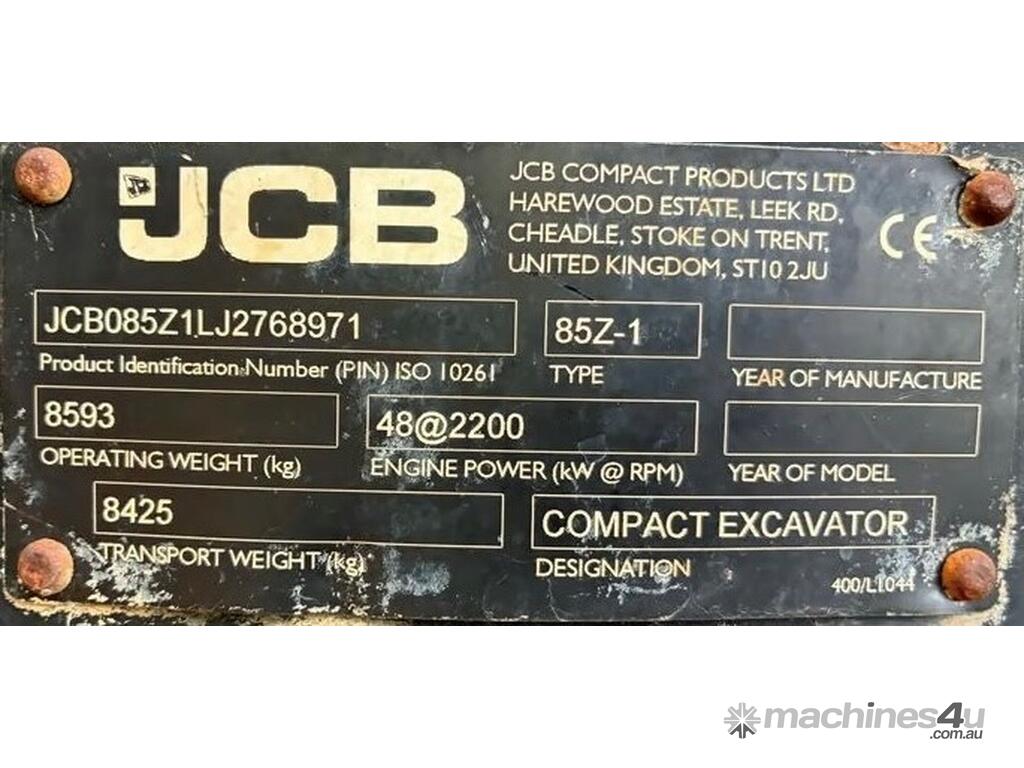 JCB
JCB COMPACT PRODUCTS LTD
HAREWOOD ESTATE, LEEK RD,
CHEADLE, STOKE ON TRENT,
UNITED KINGDOM, ST10 2JU
CE
JCB085Z1LJ2768971
Product Identification Number (PIN) ISO 10261
85Z-1
TYPE
YEAR OF MANUFACTURE
8593
OPERATING WEIGHT (kg)
48@2200
ENGINE POWER (kW @ RPM)
YEAR OF MODEL
8425
TRANSPORT WEIGHT (kg)
COMPACT EXCAVATOR
DESIGNATION
400/L1044
machines4u
.com.au